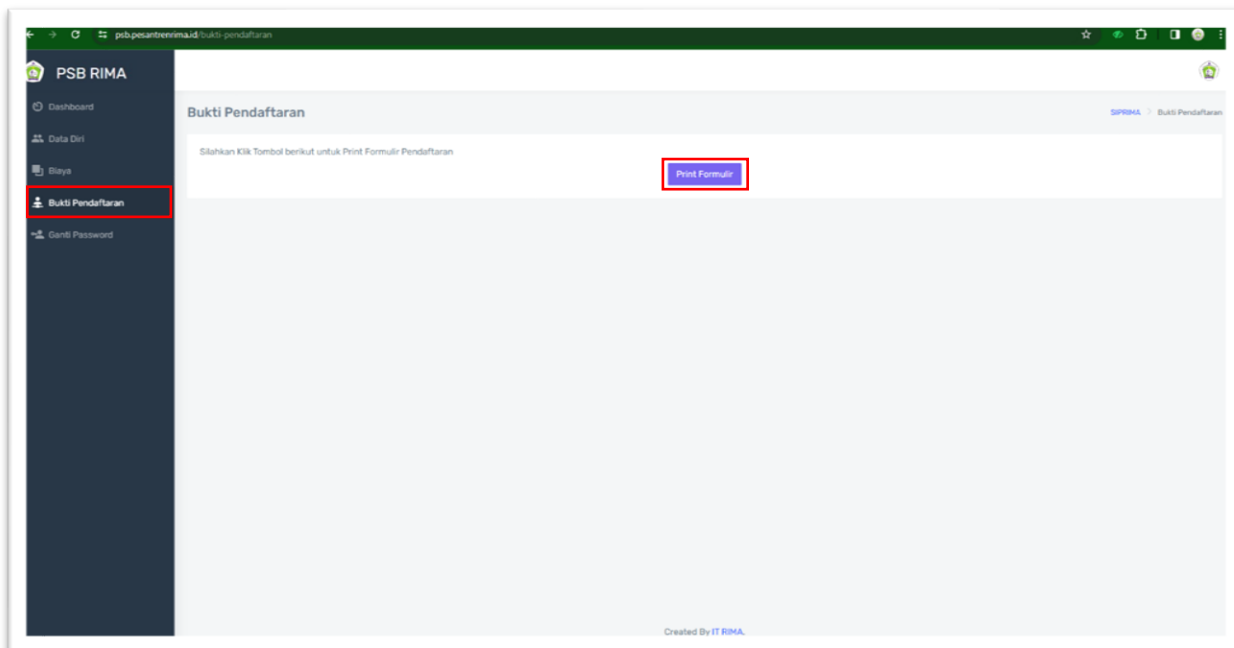 psb.pesantrenrima.id/bukti-pendaftaran
PSB RIMA
Dashboard
Data Diri
Biaya
Bukti Pendaftaran
Ganti Password
Bukti Pendaftaran
SIPRIMA > Bukti Pendaftaran
Silahkan Klik Tombol berikut untuk Print Formulir Pendaftaran
Print Formulir
Created By IT RIMA.